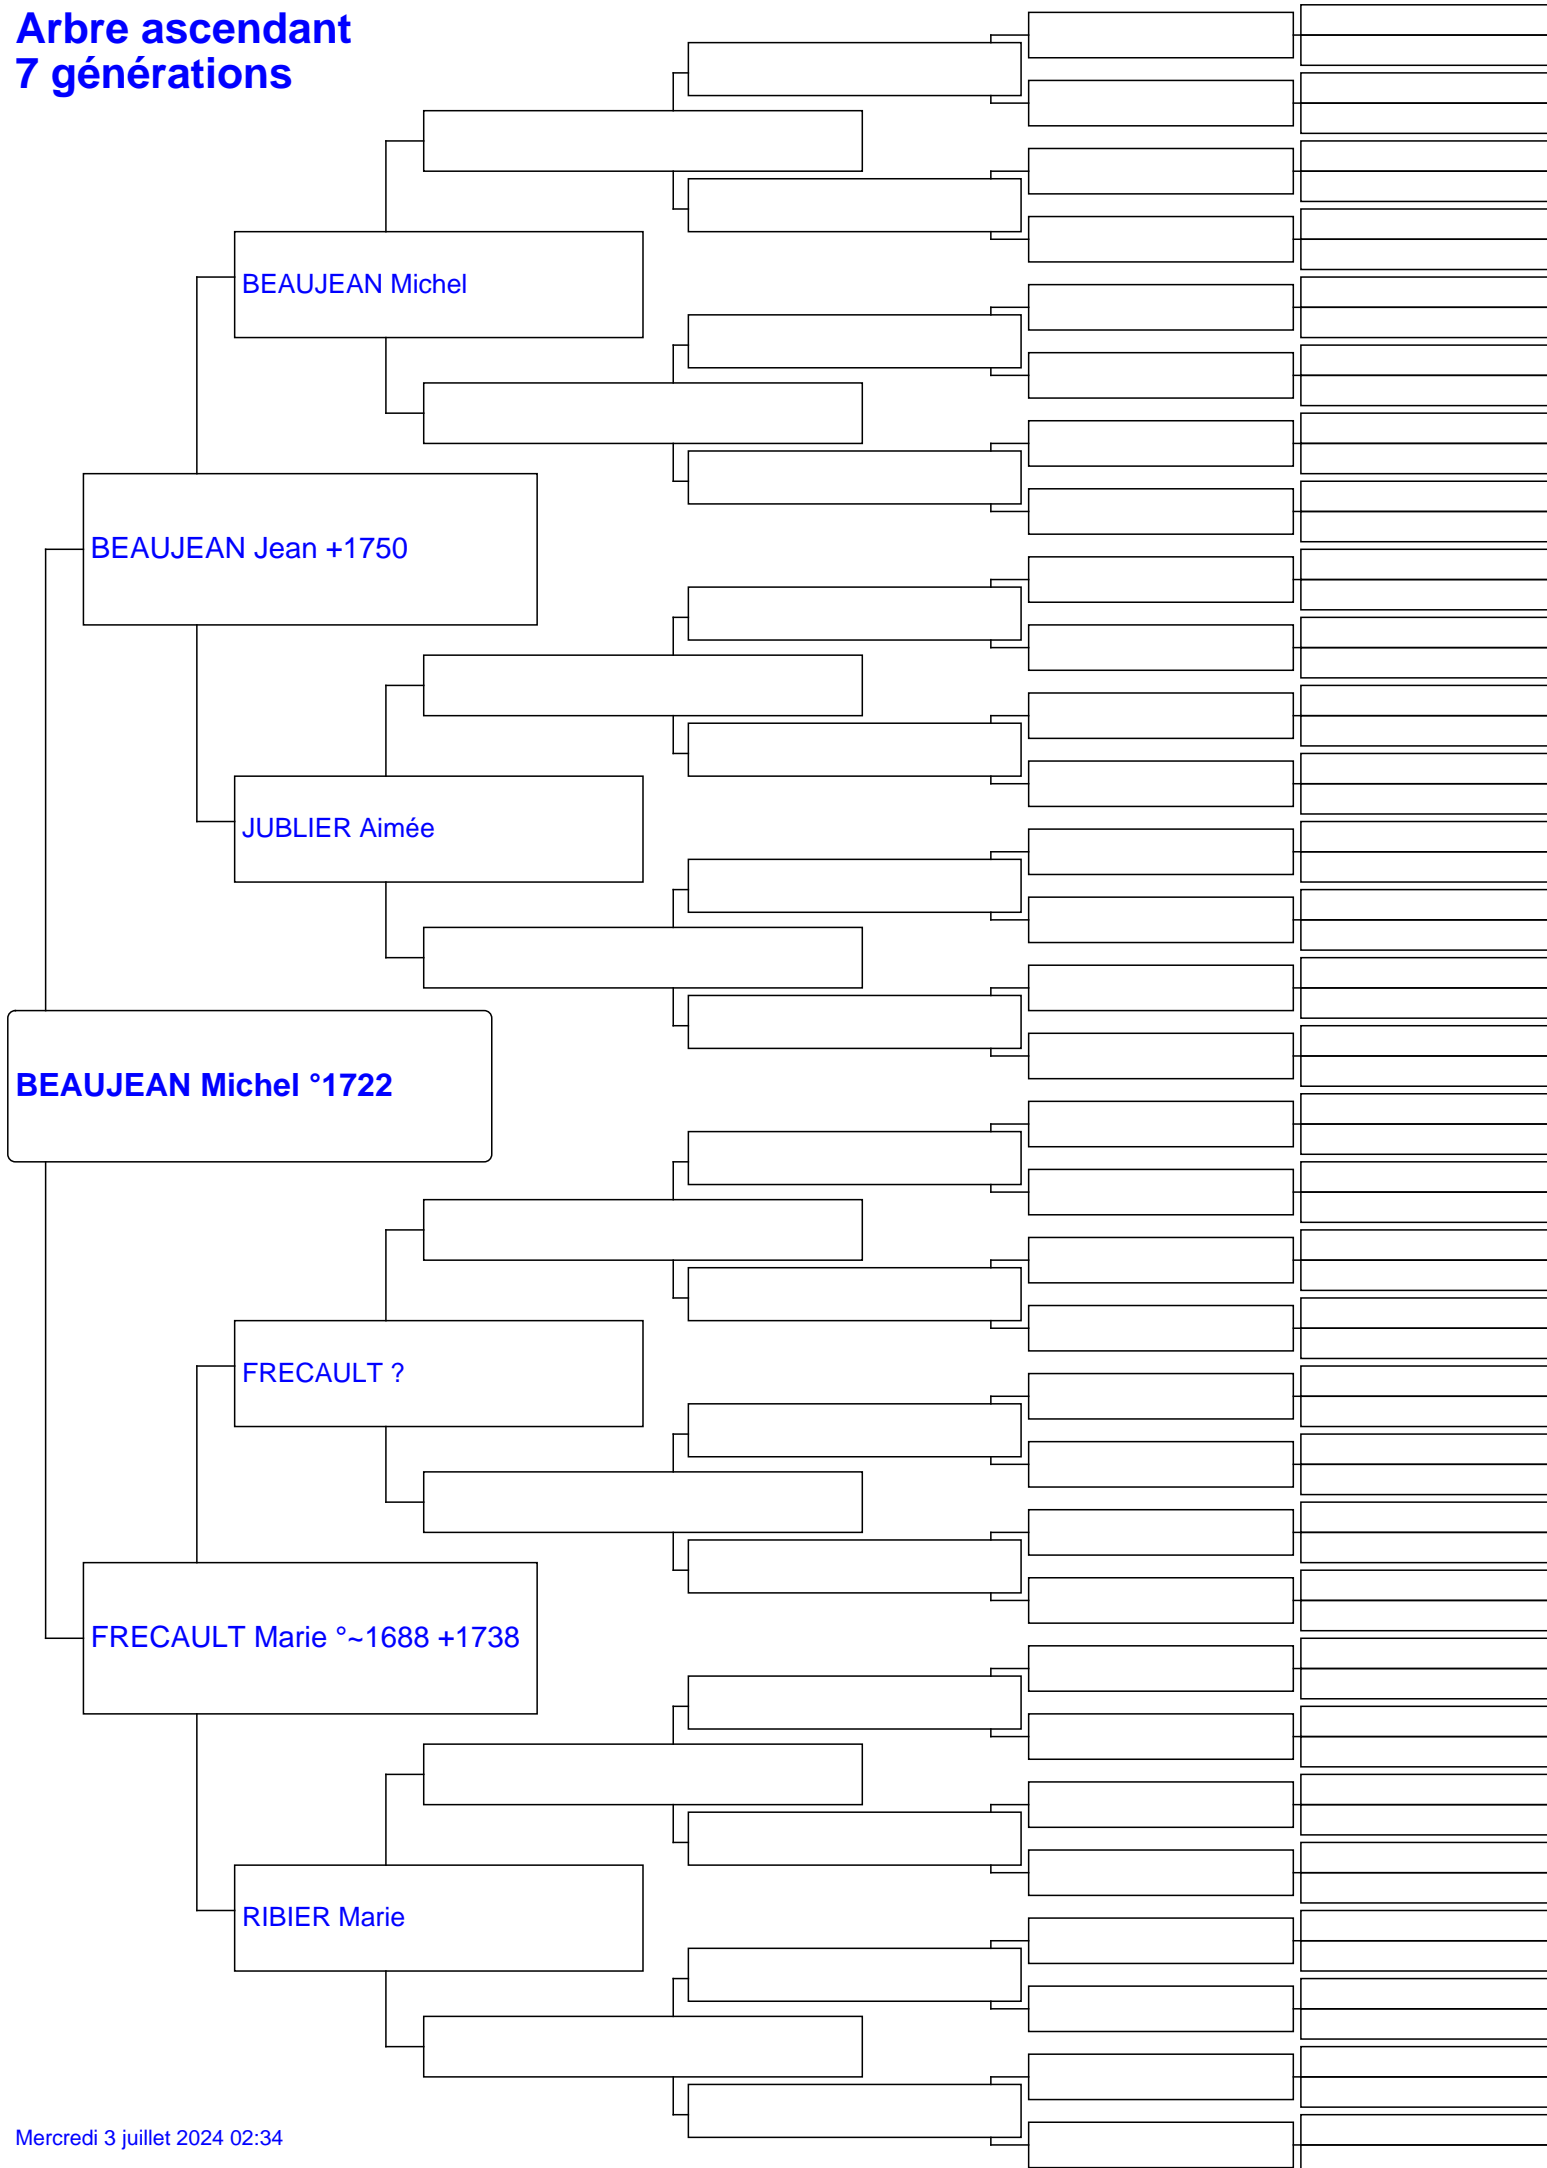 Arbre ascendant
7 générations
BEAUJEAN Michel
BEAUJEAN Jean +1750
JUBLIER Aimée
BEAUJEAN Michel °1722
FRECAULT ?
FRECAULT Marie °~1688 +1738
RIBIER Marie
Mercredi 3 juillet 2024 02:34